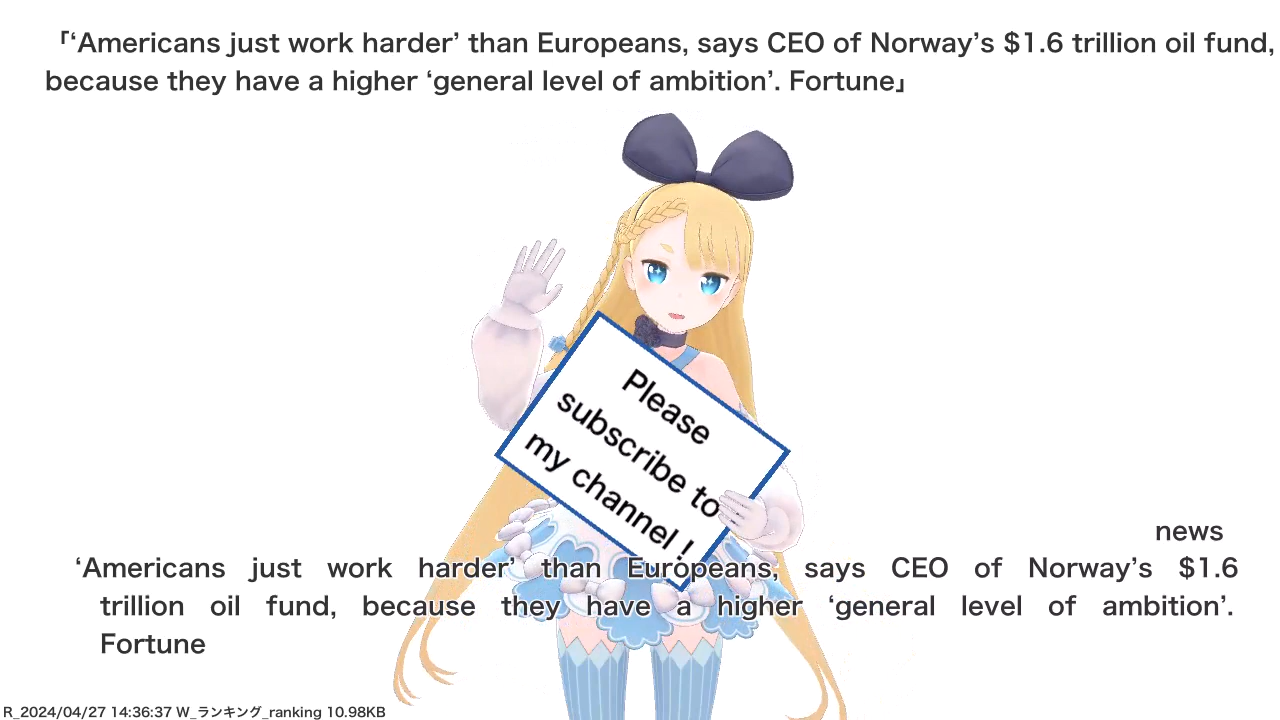 「‘Americans just work harder’ than Europeans, says CEO of Norway’s $1.6 trillion oil fund,
because they have a higher ‘general level of ambition’. Fortune」
Please
subscribe to
my channel !
news
‘Americans just work harder’ than Europeans, says CEO of Norway’s $1.6
trillion oil fund, because they have a higher ‘general level of ambition’.
Fortune
R_2024/04/27 14:36:37 W_ランキング_ranking 10.98KB